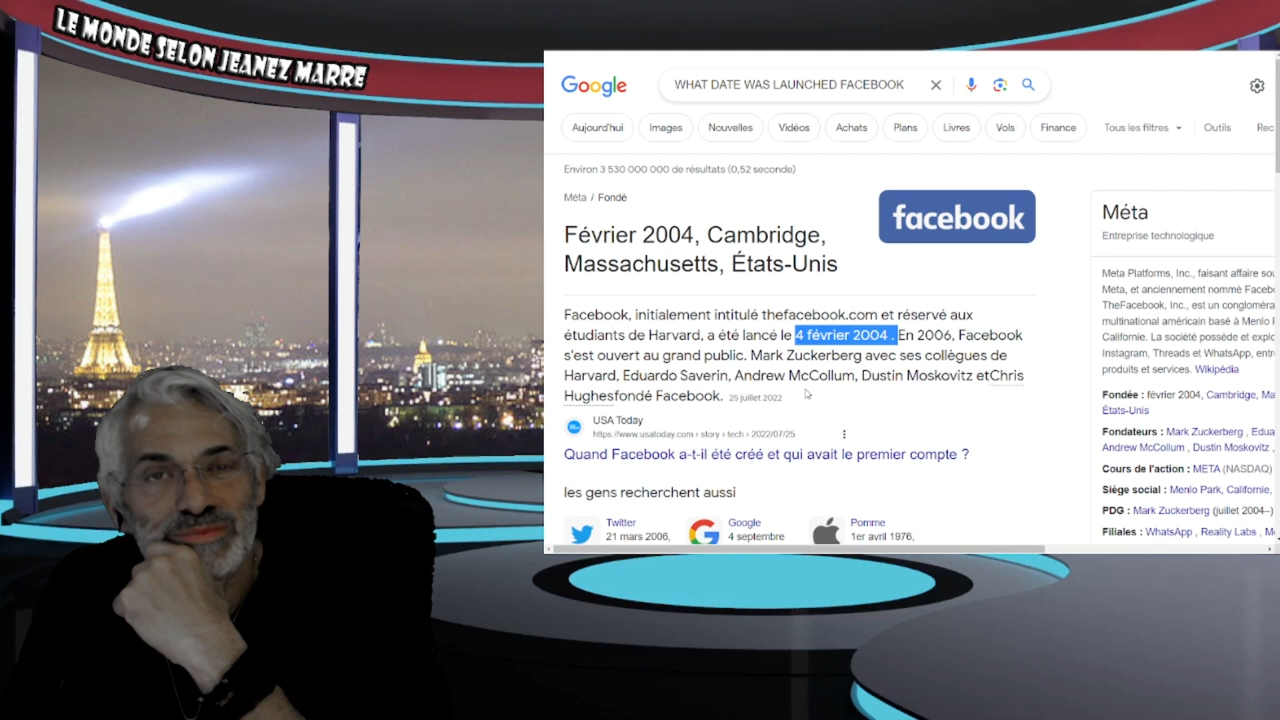 LE MONDE SELON JEANEZ MARRE
Google
WHAT DATE WAS LAUNCHED FACEBOOK
Aujourd'hui
Images
Nouvelles
Vidéos
Achats
Plans
Livres
Vols
Finance
Tous les filtres
Outils
Rec
Environ 3 530 000 000 de résultats (0,52 seconde)
Méta / Fondé
Février 2004, Cambridge,
Massachusetts, États-Unis
facebook
Facebook, initialement intitulé thefacebook.com et réservé aux
étudiants de Harvard, a été lancé le 4 février 2004 . En 2006, Facebook
s'est ouvert au grand public. Mark Zuckerberg avec ses collègues de
Harvard, Eduardo Saverin, Andrew McCollum, Dustin Moskovitz etChris
Hughesfondé Facebook. 25 juillet 2022
USA Today
https://www.usatoday.com › story › tech › 2022/07/25
Quand Facebook a-t-il été créé et qui avait le premier compte ?
les gens recherchent aussi
Twitter
21 mars 2006,
Google
4 septembre
Pomme
1er avril 1976,
Méta
Entreprise technologique
Meta Platforms, Inc., faisant affaire sou
Meta, et anciennement nommé Facebo
TheFacebook, Inc., est un congloméra
multinational américain basé à Menlo F
Californie. La société possède et explo
Instagram, Threads et WhatsApp, entr
produits et services. Wikipédia
Fondée : février 2004, Cambridge, Ma
États-Unis
Fondateurs : Mark Zuckerberg , Edua
Andrew McCollum , Dustin Moskovitz ,
Cours de l'action : META (NASDAQ)
Siège social : Menlo Park, Californie,
PDG : Mark Zuckerberg (juillet 2004–)
Filiales : WhatsApp , Reality Labs , M